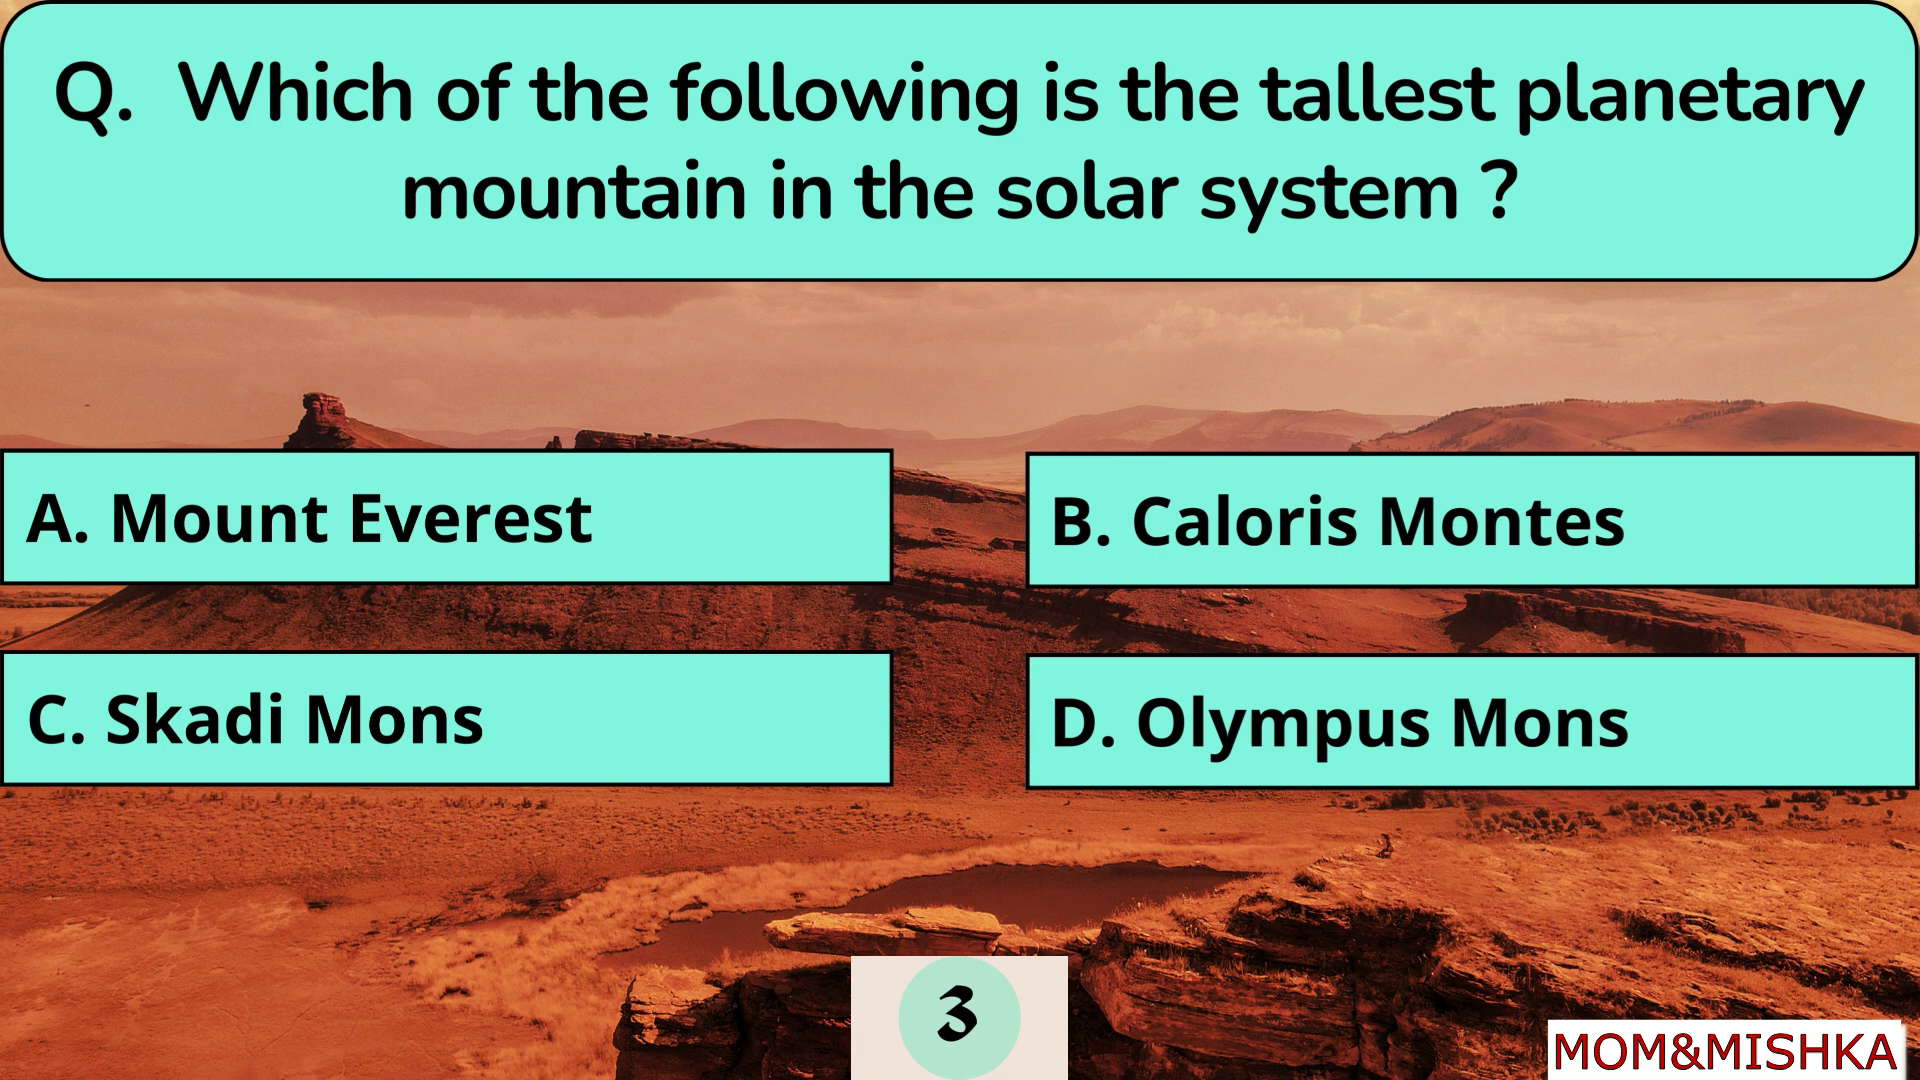 Q. Which of the following is the tallest planetary
mountain in the solar system ?
A. Mount Everest
B. Caloris Montes
C. Skadi Mons
D. Olympus Mons
3
MOM&MISHKA